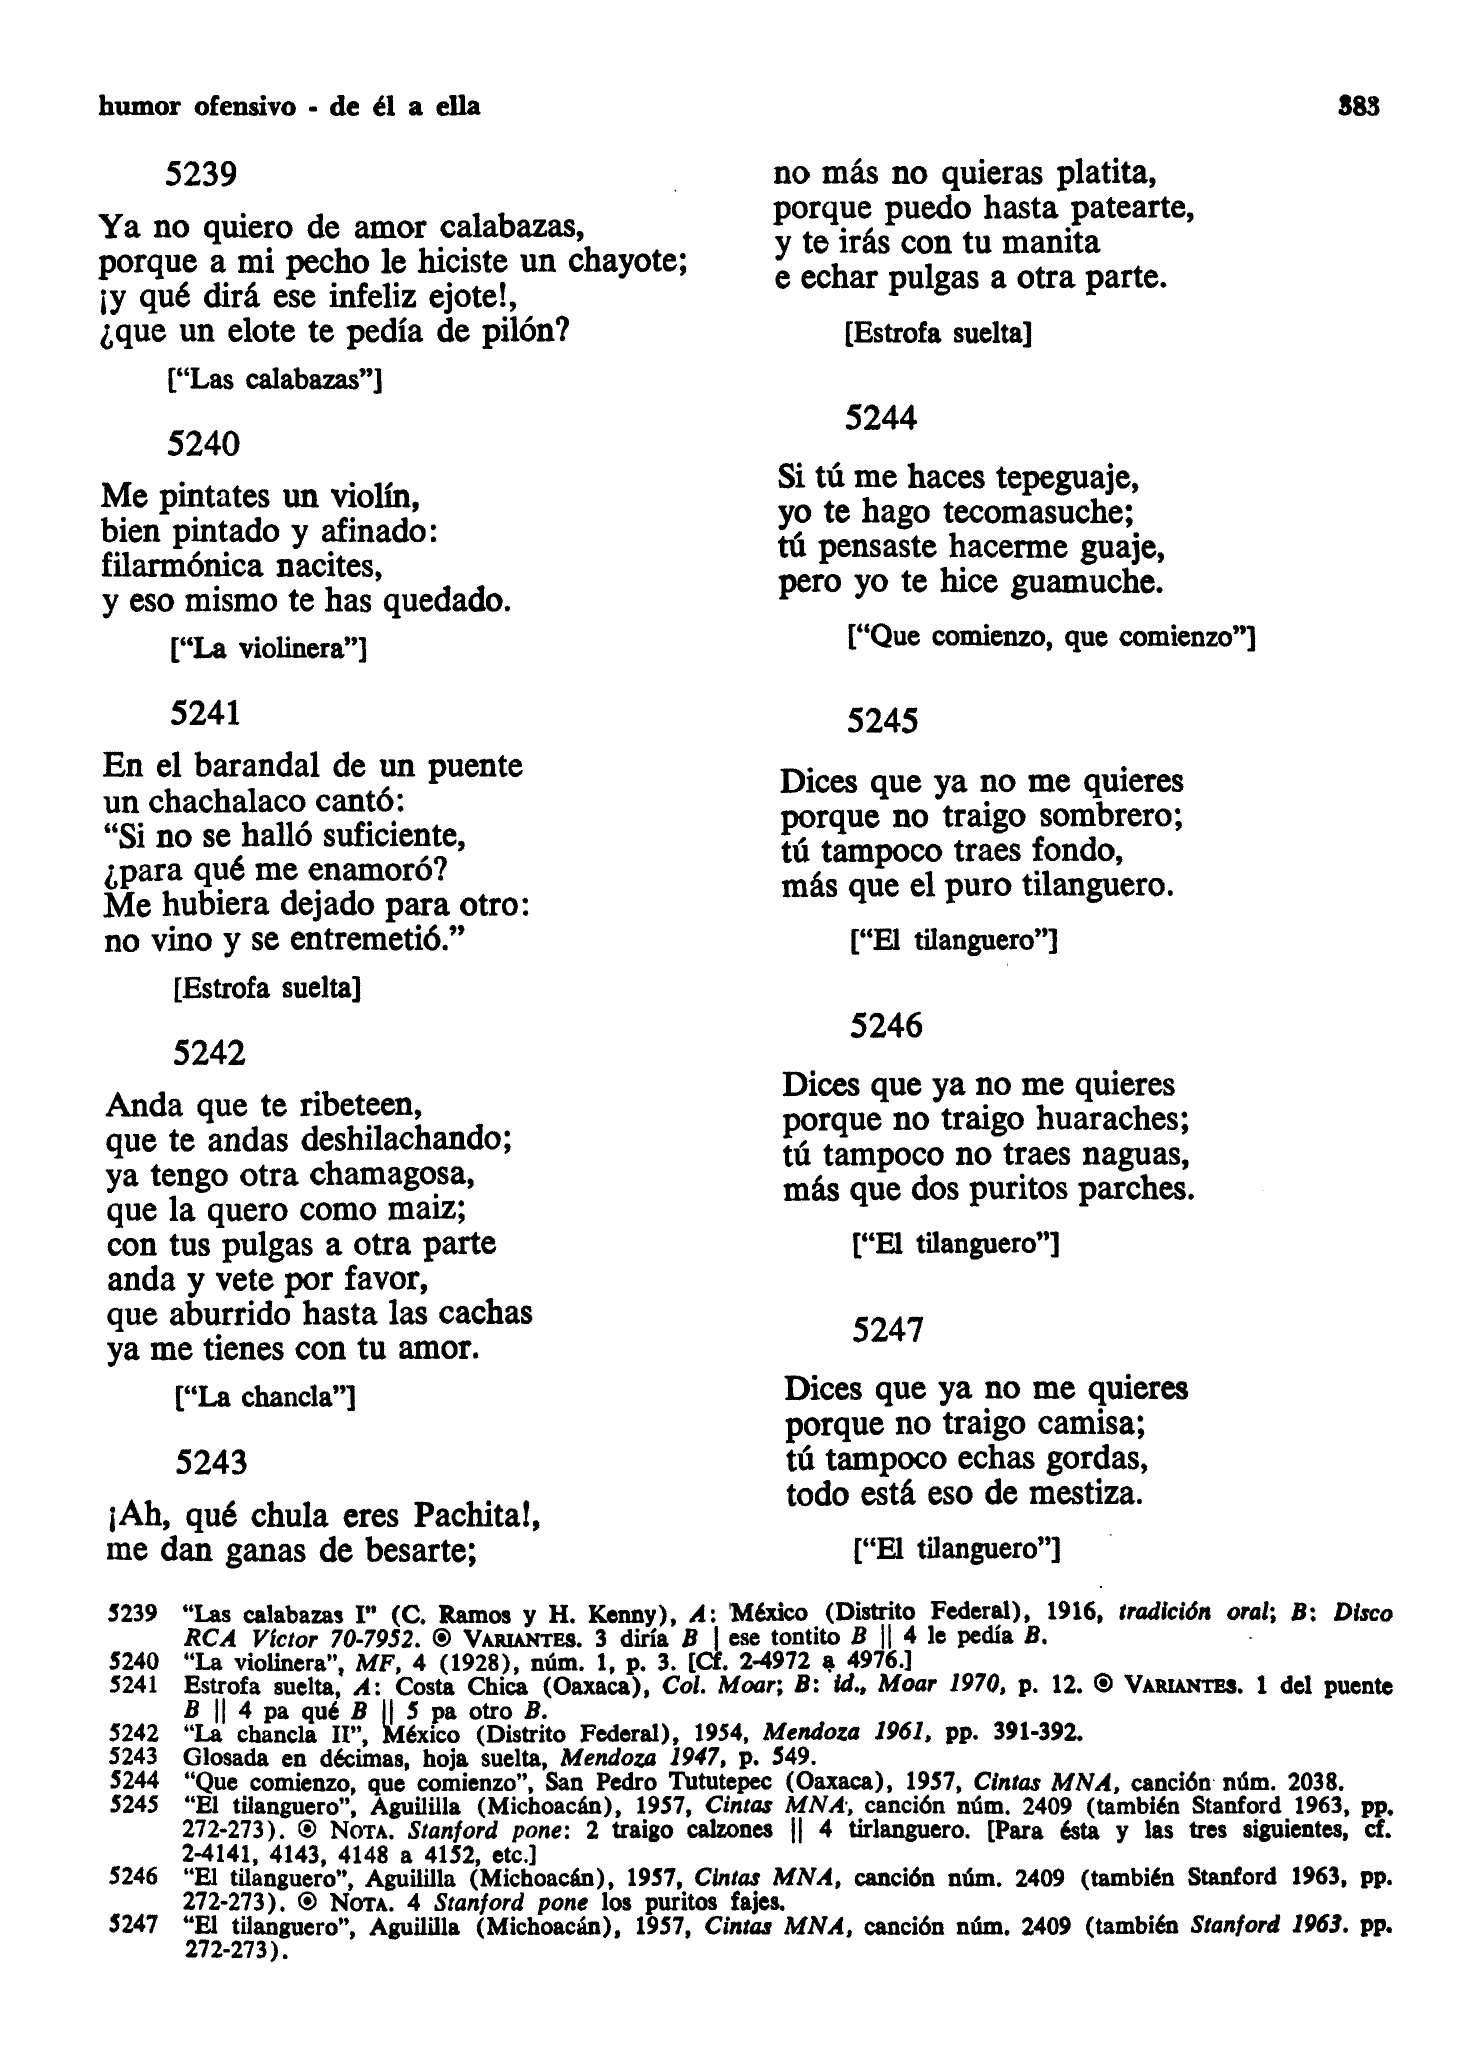 humor ofensivo - de él a ella 383
5239
Ya no quiero de amor calabazas,
porque a mi pecho le hiciste un chayote;
¡y qué dirá ese infeliz ejote!,
¿que un elote te pedía de pilón?
[“Las calabazas”]
5240
Me pintates un violín,
bien pintado y afinado:
filarmónica nacites,
y eso mismo te has quedado.
[“La violinera”]
5241
En el barandal de un puente
un chachalaco cantó:
“Si no se halló suficiente,
¿para qué me enamoró?
Me hubiera dejado para otro:
no vino y se entremetió.”
[Estrofa suelta]
5242
Anda que te ribeteen,
que te andas deshilachando;
ya tengo otra chamagosa,
que la quero como maiz;
con tus pulgas a otra parte
anda y vete por favor,
que aburrido hasta las cachas
ya me tienes con tu amor.
[“La chancla”]
5243
¡Ah, qué chula eres Pachita!,
me dan ganas de besarte;
no más no quieras platita,
porque puedo hasta patearte,
y te irás con tu manita
e echar pulgas a otra parte.
[Estrofa suelta]
5244
Si tú me haces tepeguaje,
yo te hago tecomasuche;
tú pensaste hacerme guaje,
pero yo te hice guamuche.
[“Que comienzo, que comienzo”]
5245
Dices que ya no me quieres
porque no traigo sombrero;
tú tampoco traes fondo,
más que el puro tilanguero.
[“El tilanguero”]
5246
Dices que ya no me quieres
porque no traigo huaraches;
tú tampoco no traes naguas,
más que dos puritos parches.
[“El tilanguero”]
5247
Dices que ya no me quieres
porque no traigo camisa;
tú tampoco echas gordas,
todo está eso de mestiza.
[“El tilanguero”]
5239 “Las calabazas I” (C. Ramos y H. Kenny), A: México (Distrito Federal), 1916, tradición oral; B: Disco
RCA Víctor 70-7952. ⊙ VARIANTES. 3 diría B | ese tontito B || 4 le pedía B.
5240 “La violinera”, MF, 4 (1928), núm. 1, p. 3. [Cf. 2-4972 a 4976.]
5241 Estrofa suelta, A: Costa Chica (Oaxaca), Col. Moar; B: id., Moar 1970, p. 12. ⊙ VARIANTES. 1 del puente
B || 4 pa qué B || 5 pa otro B.
5242 “La chancla II”, México (Distrito Federal), 1954, Mendoza 1961, pp. 391-392.
5243 Glosada en décimas, hoja suelta, Mendoza 1947, p. 549.
5244 “Que comienzo, que comienzo”, San Pedro Tututepec (Oaxaca), 1957, Cintas MNA, canción núm. 2038.
5245 “El tilanguero”, Aguililla (Michoacán), 1957, Cintas MNA, canción núm. 2409 (también Stanford 1963, pp.
272-273). ⊙ NOTA. Stanford pone: 2 traigo calzones || 4 tirlanguero. [Para ésta y las tres siguientes, cf.
2-4141, 4143, 4148 a 4152, etc.]
5246 “El tilanguero”, Aguililla (Michoacán), 1957, Cintas MNA, canción núm. 2409 (también Stanford 1963, pp.
272-273). ⊙ NOTA. 4 Stanford pone los puritos fajes.
5247 “El tilanguero”, Aguililla (Michoacán), 1957, Cintas MNA, canción núm. 2409 (también Stanford 1963. pp.
272-273).